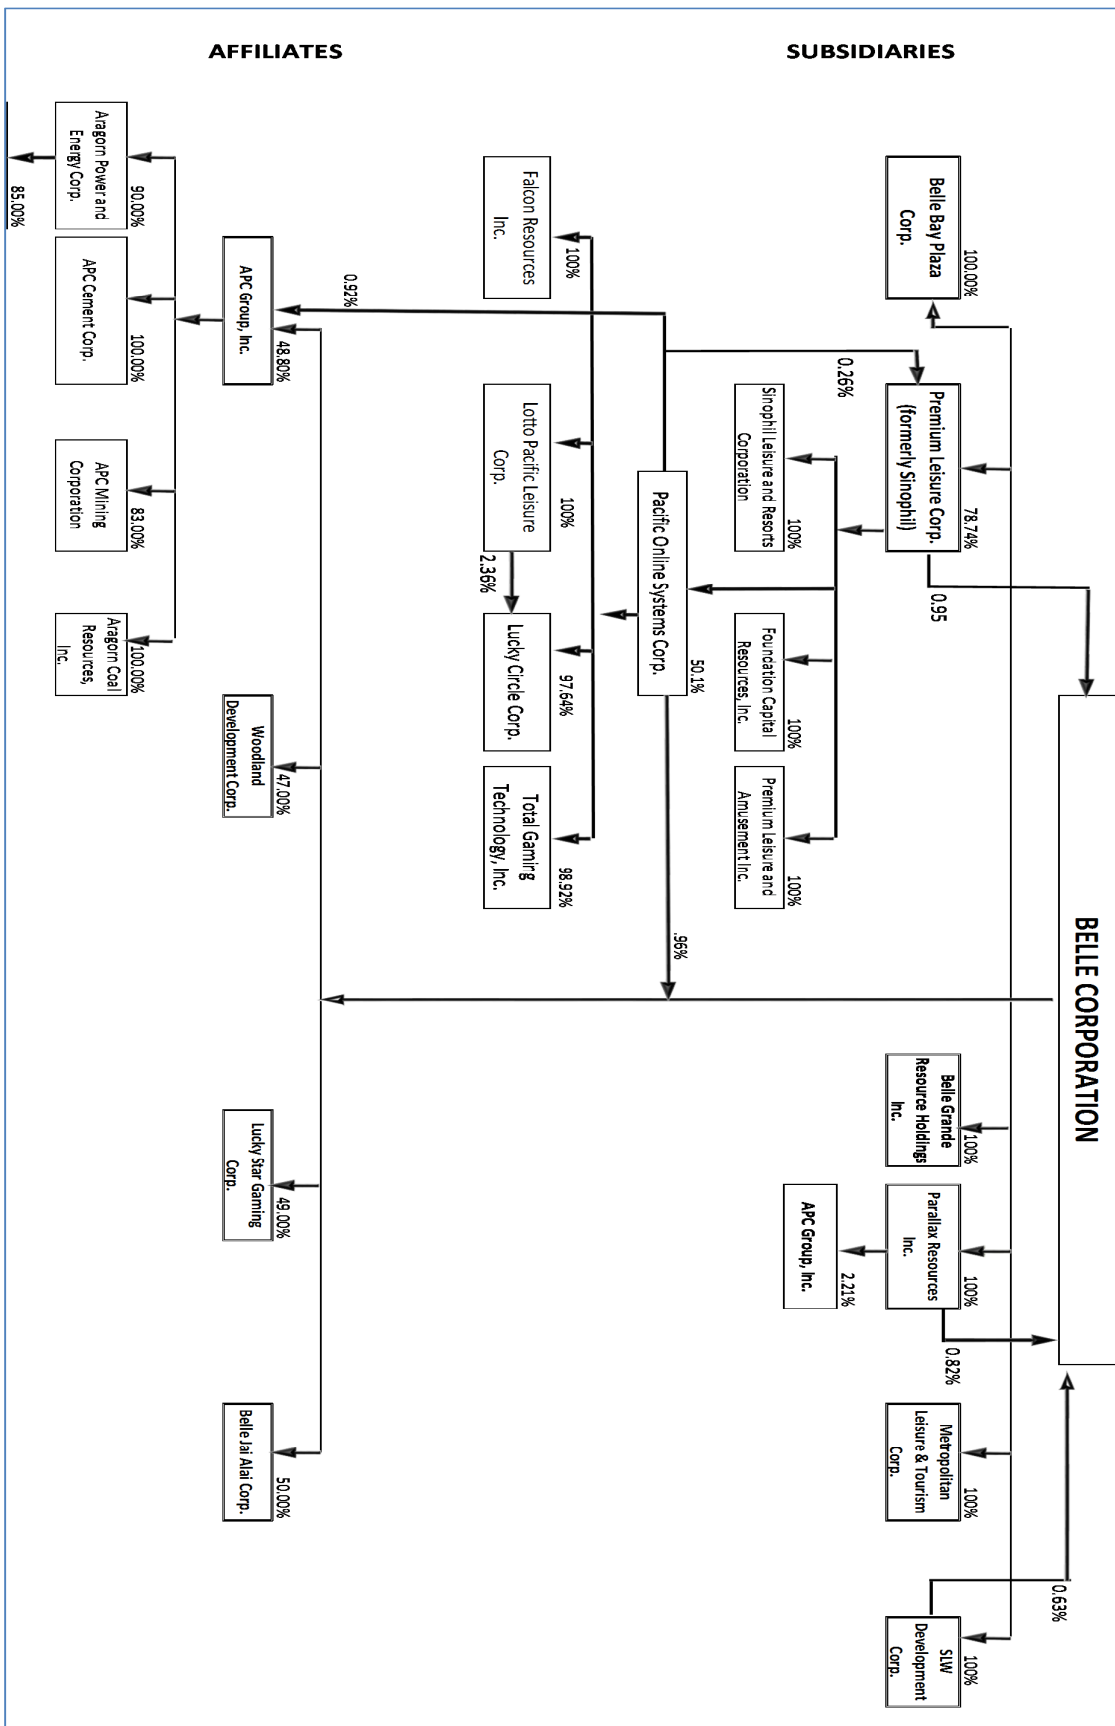 BELLE CORPORATION
SUBSIDIARIES
100.00%
Belle Bay Plaza
Corp.
78.74%
Premium Leisure Corp.
(formerly Sinophil)
0.95
100%
Belle Grande
Resource Holdings
Inc.
100%
Parallax Resources
Inc.
0.82%
100%
Metropolitan
Leisure & Tourism
Corp.
0.63%
100%
SLW
Development
Corp.
0.26%
2.21%
APC Group, Inc.
100%
Sinophil Leisure and Resorts
Corporation
100%
Foundation Capital
Resources, Inc.
100%
Premium Leisure and
Amusement Inc.
50.1%
Pacific Online Systems Corp.
.96%
100%
Falcon Resources
Inc.
100%
Lotto Pacific Leisure
Corp.
2.36%
97.64%
Lucky Circle Corp.
98.92%
Total Gaming
Technology, Inc.
0.92%
AFFILIATES
48.80%
APC Group, Inc.
47.00%
Woodland
Development Corp.
49.00%
Lucky Star Gaming
Corp.
50.00%
Belle Jai Alai Corp.
90.00%
Aragorn Power and
Energy Corp.
100.00%
APC Cement Corp.
83.00%
APC Mining
Corporation
100.00%
Aragorn Coal
Resources,
Inc.
85.00%